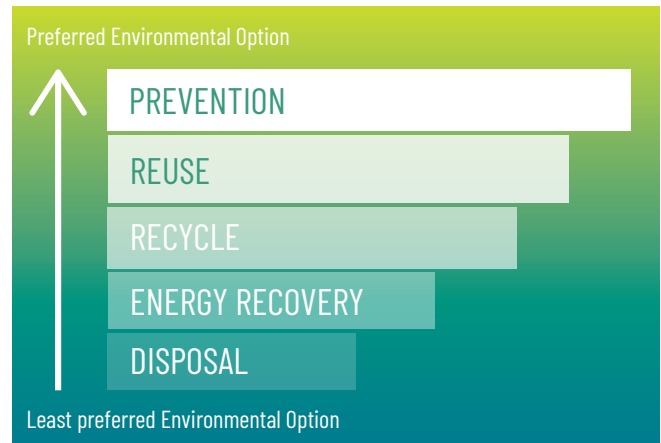 Preferred Environmental Option
PREVENTION
REUSE
RECYCLE
ENERGY RECOVERY
DISPOSAL
Least preferred Environmental Option